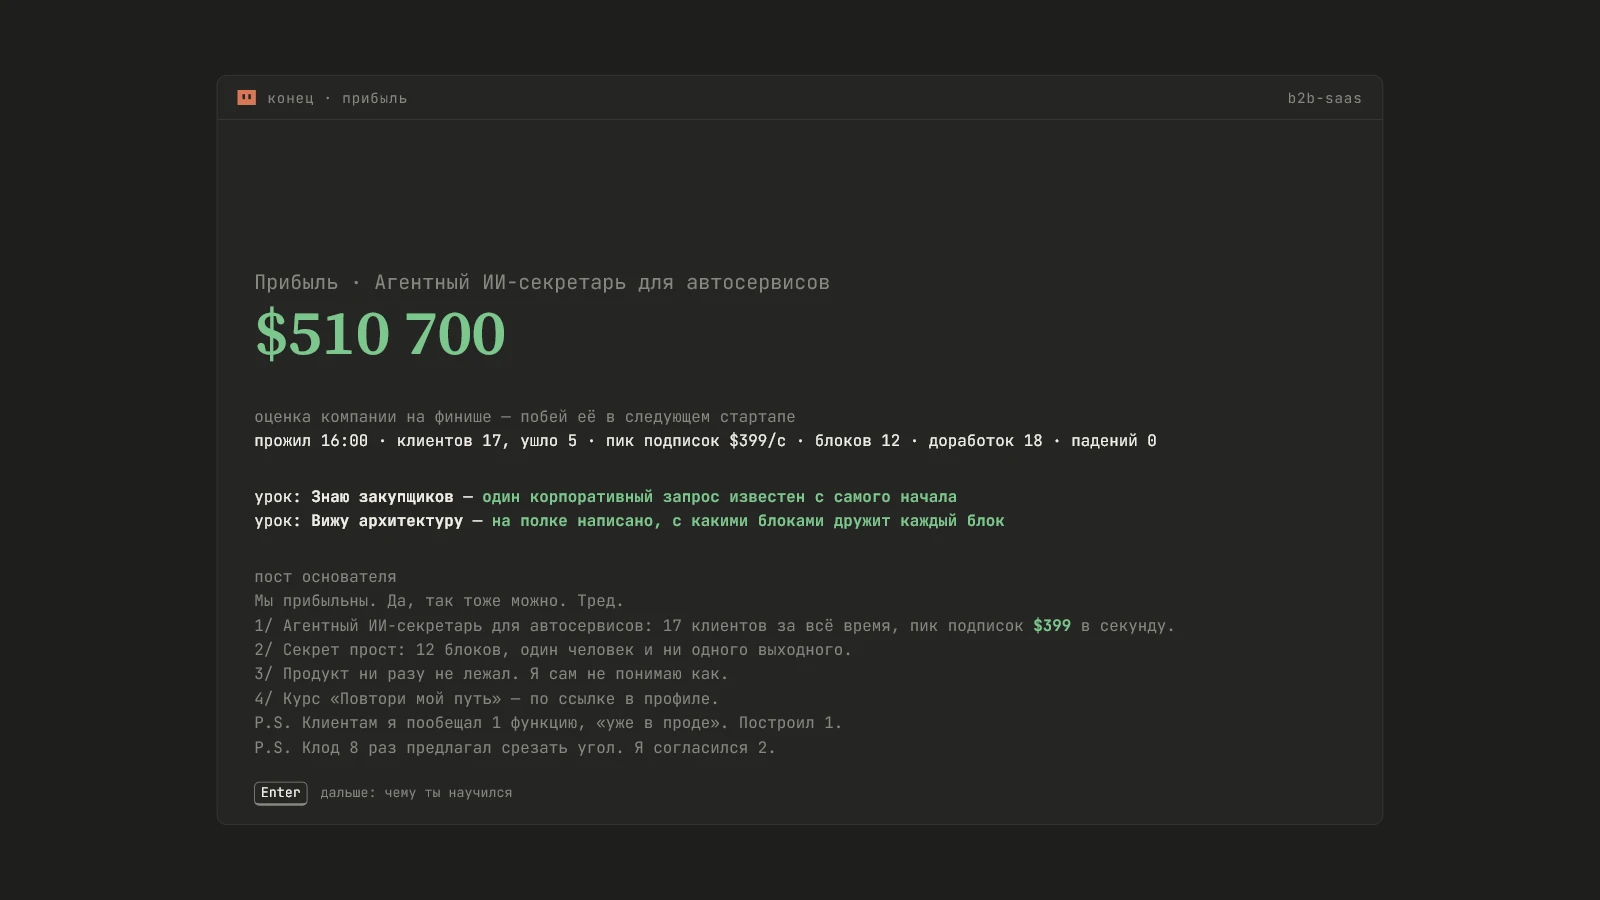 конец · прибыль
b2b-saas
Прибыль · Агентный ИИ-секретарь для автосервисов
$510 700
оценка компании на финише — побей её в следующем стартапе
прожил 16:00 · клиентов 17, ушло 5 · пик подписок $399/с · блоков 12 · доработок 18 · падений 0
урок: Знаю закупщиков — один корпоративный запрос известен с самого начала
урок: Вижу архитектуру — на полке написано, с какими блоками дружит каждый блок
пост основателя
Мы прибыльны. Да, так тоже можно. Тред.
1/ Агентный ИИ-секретарь для автосервисов: 17 клиентов за всё время, пик подписок $399 в секунду.
2/ Секрет прост: 12 блоков, один человек и ни одного выходного.
3/ Продукт ни разу не лежал. Я сам не понимаю как.
4/ Курс «Повтори мой путь» — по ссылке в профиле.
P.S. Клиентам я пообещал 1 функцию, «уже в проде». Построил 1.
P.S. Клод 8 раз предлагал срезать угол. Я согласился 2.
Enter дальше: чему ты научился